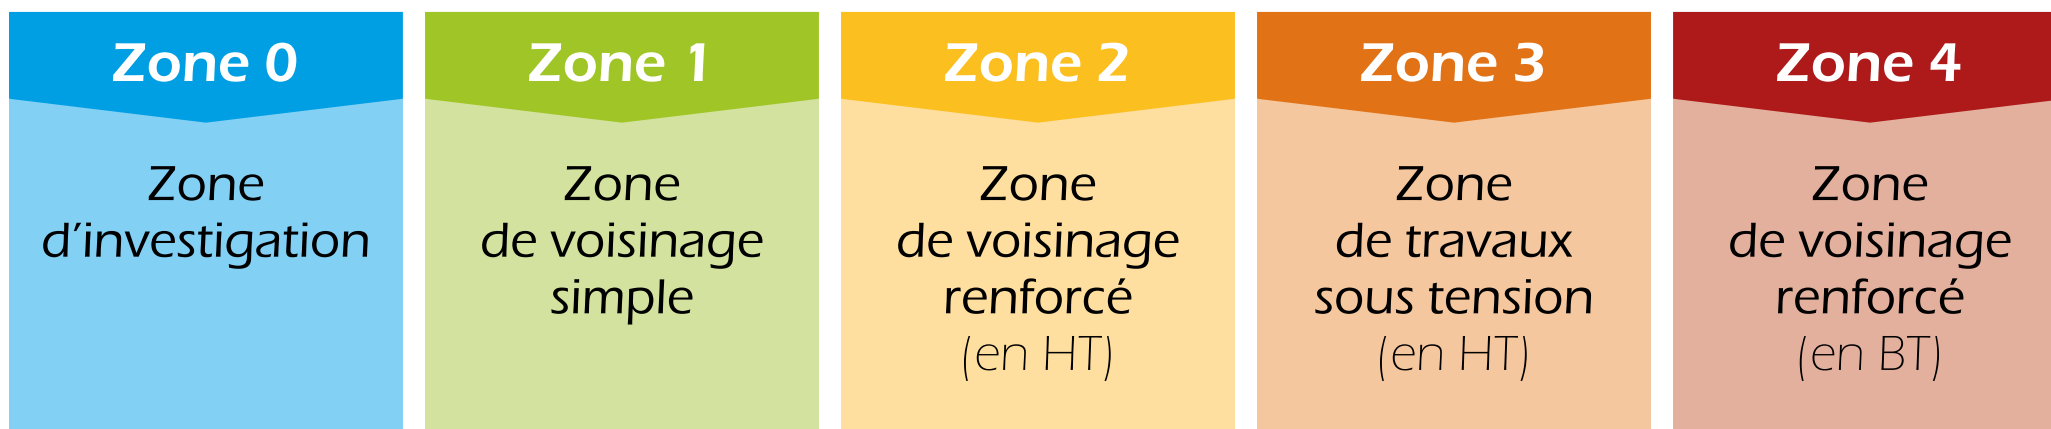 Zone 0
Zone
d’investigation
Zone 1
Zone
de voisinage
simple
Zone 2
Zone
de voisinage
renforcé
(en HT)
Zone 3
Zone
de travaux
sous tension
(en HT)
Zone 4
Zone
de voisinage
renforcé
(en BT)